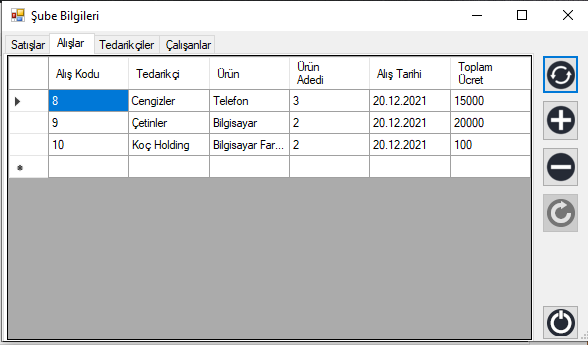 Şube Bilgileri
Satışlar Alışlar Tedarikçiler Çalışanlar
Alış Kodu Tedarikçi Ürün Ürün Adedi Alış Tarihi Toplam Ücret
8 Cengizler Telefon 3 20.12.2021 15000
9 Çetinler Bilgisayar 2 20.12.2021 20000
10 Koç Holding Bilgisayar Far... 2 20.12.2021 100